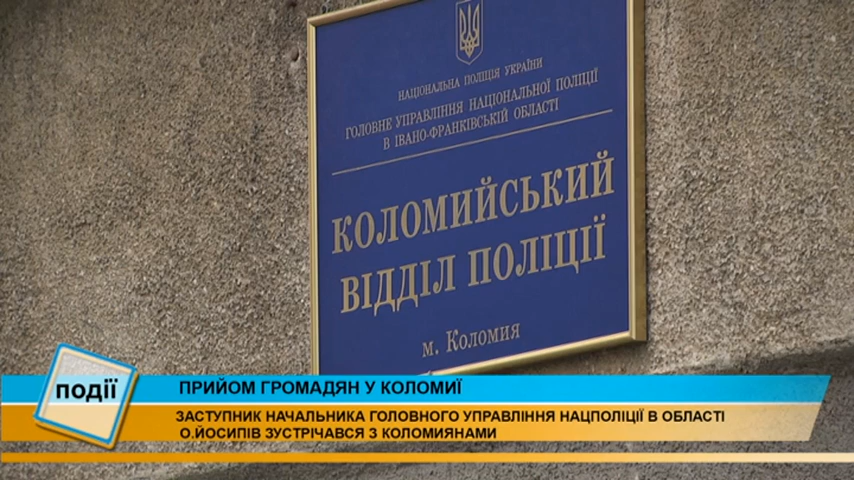 НАЦІОНАЛЬНА ПОЛІЦІЯ УКРАЇНИ
ГОЛОВНЕ УПРАВЛІННЯ НАЦІОНАЛЬНОЇ ПОЛІЦІЇ
В ІВАНО-ФРАНКІВСЬКІЙ ОБЛАСТІ
КОЛОМИЙСЬКИЙ
ВІДДІЛ ПОЛІЦІЇ
м. Коломия
ПОДІЇ
ПРИЙОМ ГРОМАДЯН У КОЛОМИЇ
ЗАСТУПНИК НАЧАЛЬНИКА ГОЛОВНОГО УПРАВЛІННЯ НАЦПОЛІЦІЇ В ОБЛАСТІ
О.ЙОСИПІВ ЗУСТРІЧАВСЯ З КОЛОМИЯНАМИ